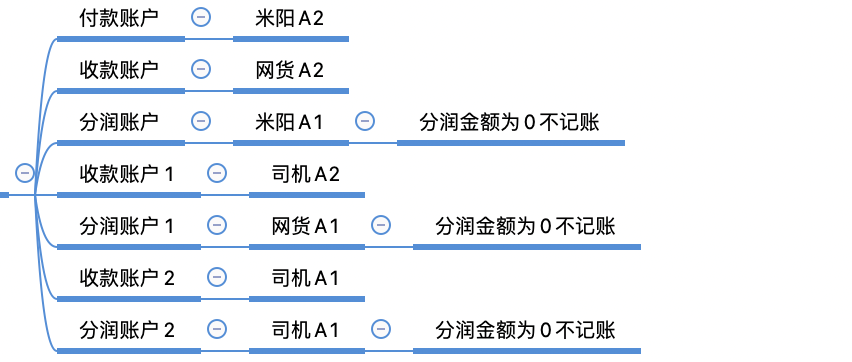 付款账户 米阳A2
收款账户 网货A2
分润账户 米阳A1 分润金额为0不记账
收款账户1 司机A2
分润账户1 网货A1 分润金额为0不记账
收款账户2 司机A1
分润账户2 司机A1 分润金额为0不记账